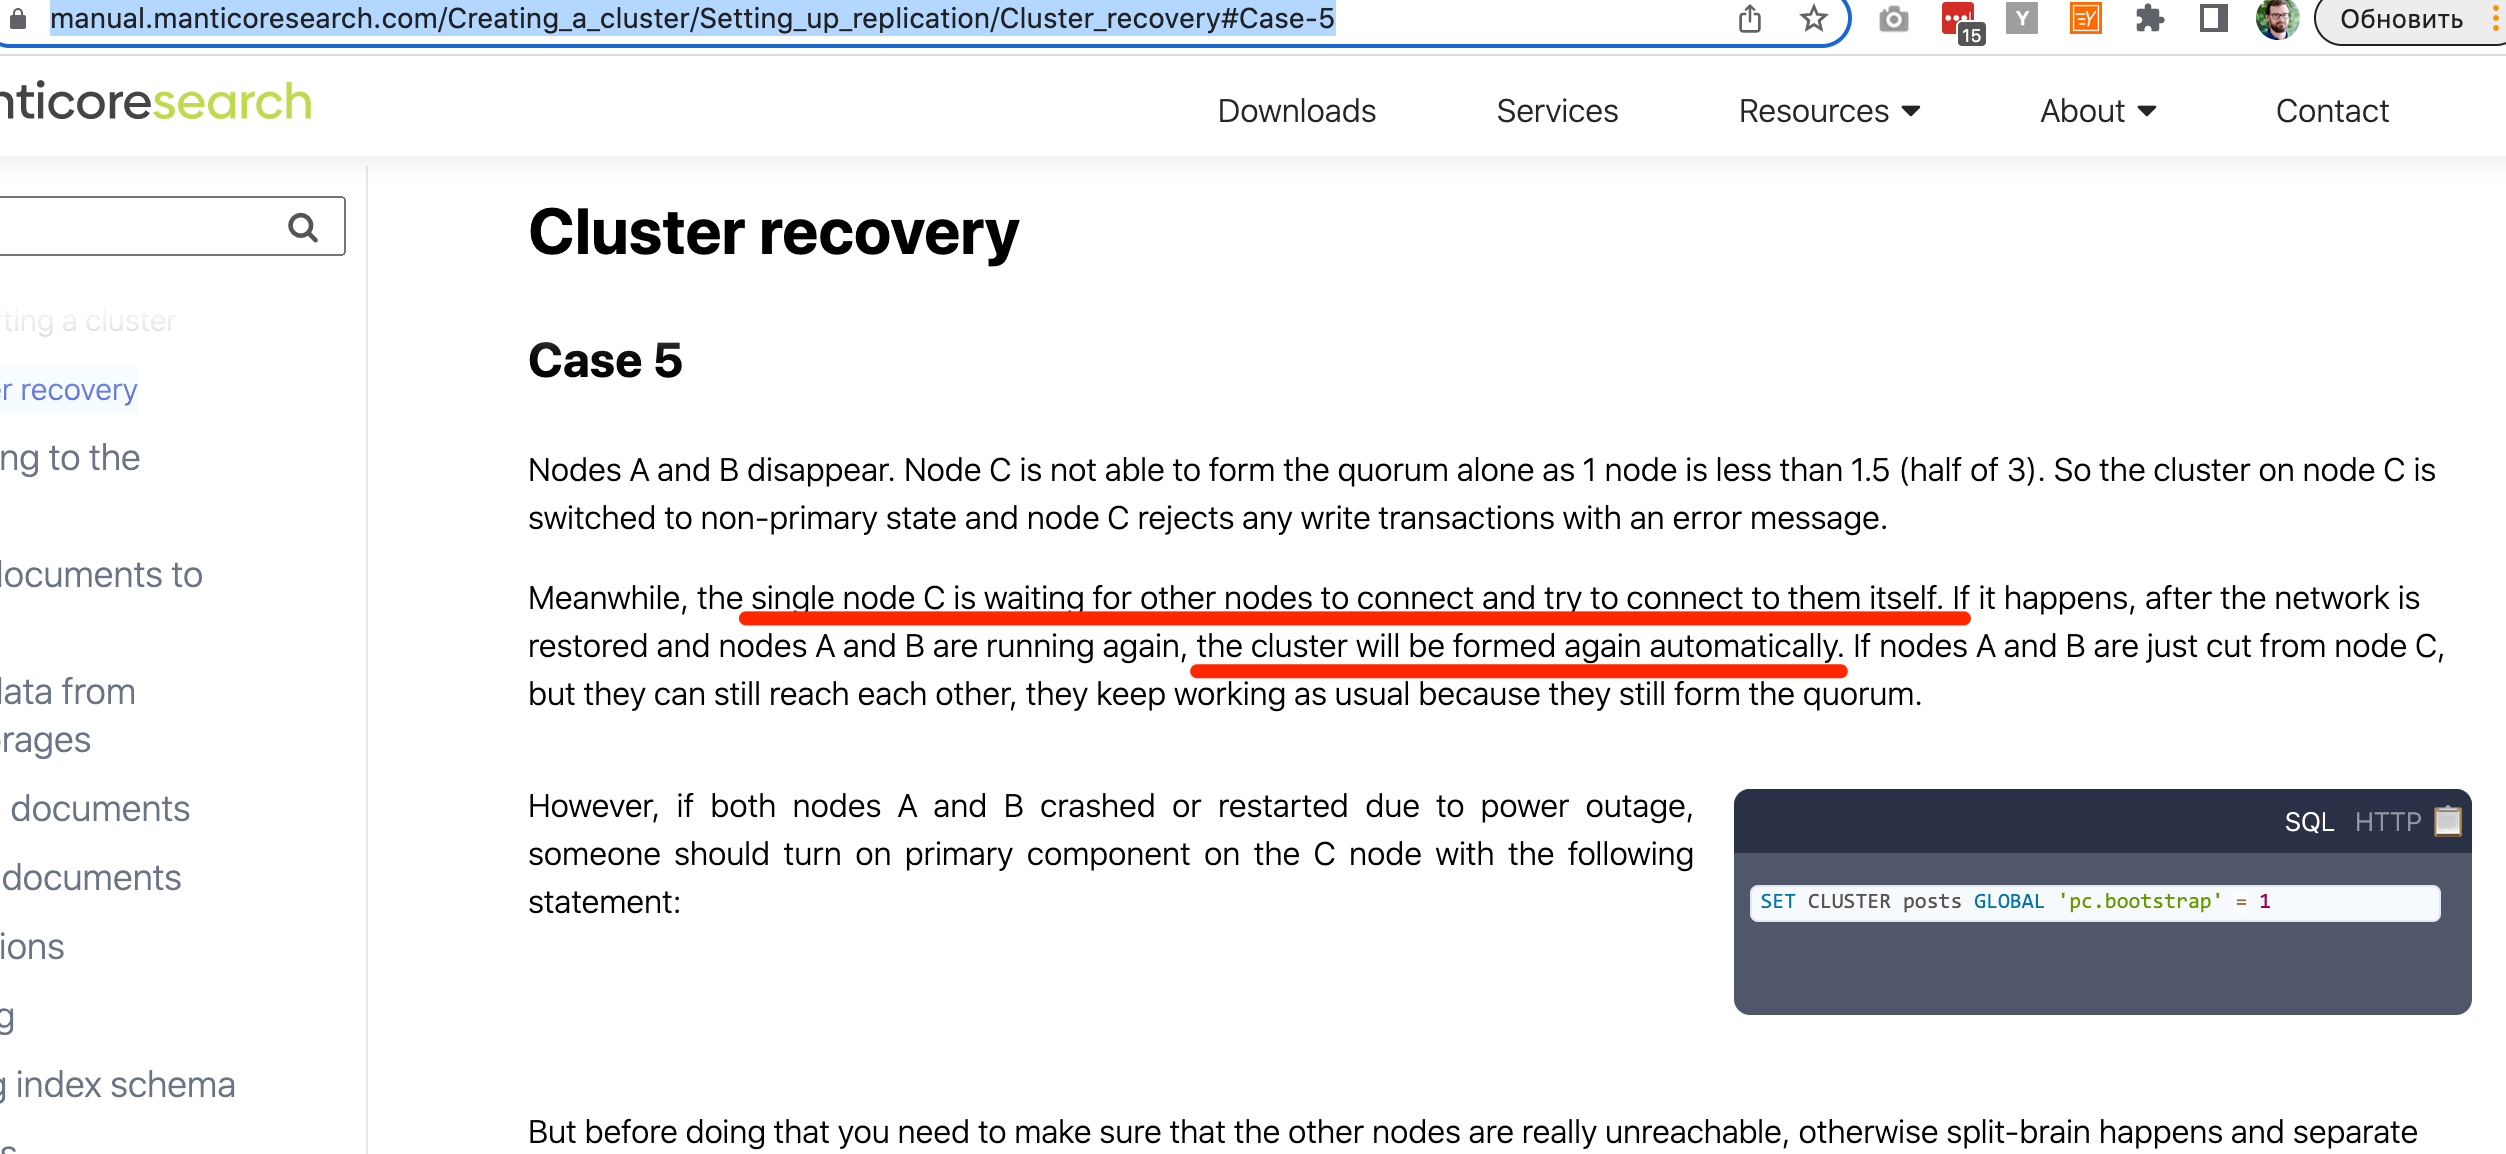 manual.manticoresearch.com/Creating_a_cluster/Setting_up_replication/Cluster_recovery#Case-5
15
Y
Обновить
nticoresearch
Downloads
Services
Resources
About
Contact
ting a cluster
er recovery
ng to the
documents to
data from
orages
documents
documents
ions
g
g index schema
Cluster recovery
Case 5
Nodes A and B disappear. Node C is not able to form the quorum alone as 1 node is less than 1.5 (half of 3). So the cluster on node C is
switched to non-primary state and node C rejects any write transactions with an error message.
Meanwhile, the single node C is waiting for other nodes to connect and try to connect to them itself. If it happens, after the network is
restored and nodes A and B are running again, the cluster will be formed again automatically. If nodes A and B are just cut from node C,
but they can still reach each other, they keep working as usual because they still form the quorum.
However, if both nodes A and B crashed or restarted due to power outage,
someone should turn on primary component on the C node with the following
statement:
SQL HTTP
SET CLUSTER posts GLOBAL 'pc.bootstrap' = 1
But before doing that you need to make sure that the other nodes are really unreachable, otherwise split-brain happens and separate